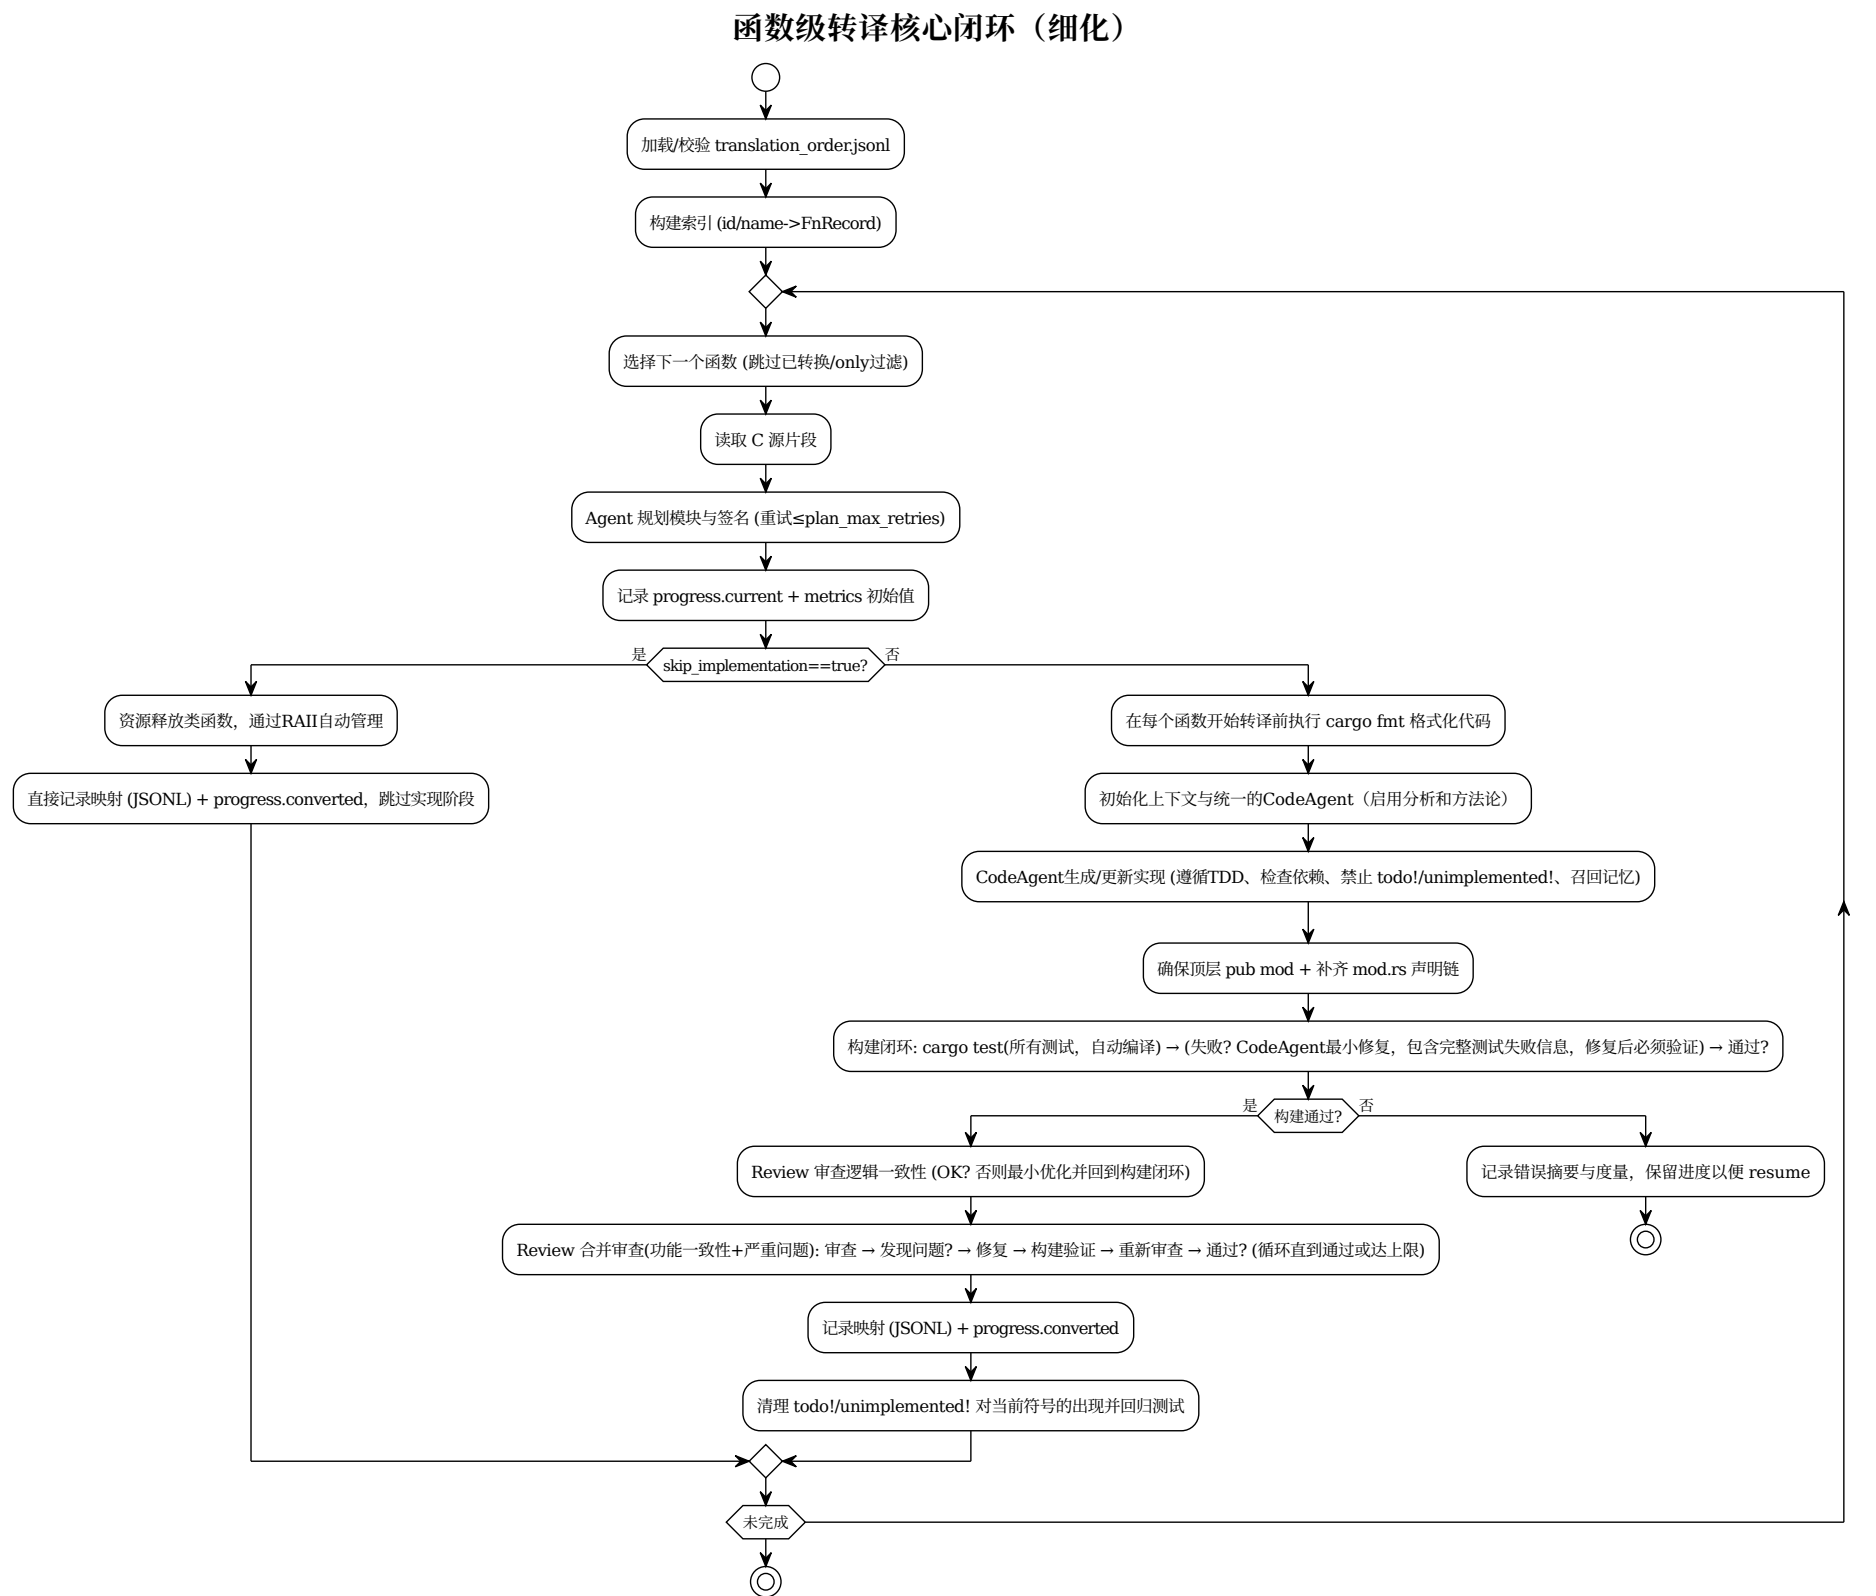 函数级转译核心闭环（细化）
加载/校验 translation_order.jsonl
构建索引 (id/name->FnRecord)
选择下一个函数 (跳过已转换/only过滤)
读取 C 源片段
Agent 规划模块与签名 (重试≤plan_max_retries)
记录 progress.current + metrics 初始值
是
skip_implementation==true?
否
资源释放类函数，通过RAII自动管理
直接记录映射 (JSONL) + progress.converted，跳过实现阶段
在每个函数开始转译前执行 cargo fmt 格式化代码
初始化上下文与统一的CodeAgent（启用分析和方法论）
CodeAgent生成/更新实现 (遵循TDD、检查依赖、禁止 todo!/unimplemented!、召回记忆)
确保顶层 pub mod + 补齐 mod.rs 声明链
构建闭环: cargo test(所有测试，自动编译) → (失败? CodeAgent最小修复，包含完整测试失败信息，修复后必须验证) → 通过?
是
构建通过?
否
Review 审查逻辑一致性 (OK? 否则最小优化并回到构建闭环)
Review 合并审查(功能一致性+严重问题): 审查 → 发现问题? → 修复 → 构建验证 → 重新审查 → 通过? (循环直到通过或达上限)
记录映射 (JSONL) + progress.converted
清理 todo!/unimplemented! 对当前符号的出现并回归测试
记录错误摘要与度量，保留进度以便 resume
未完成